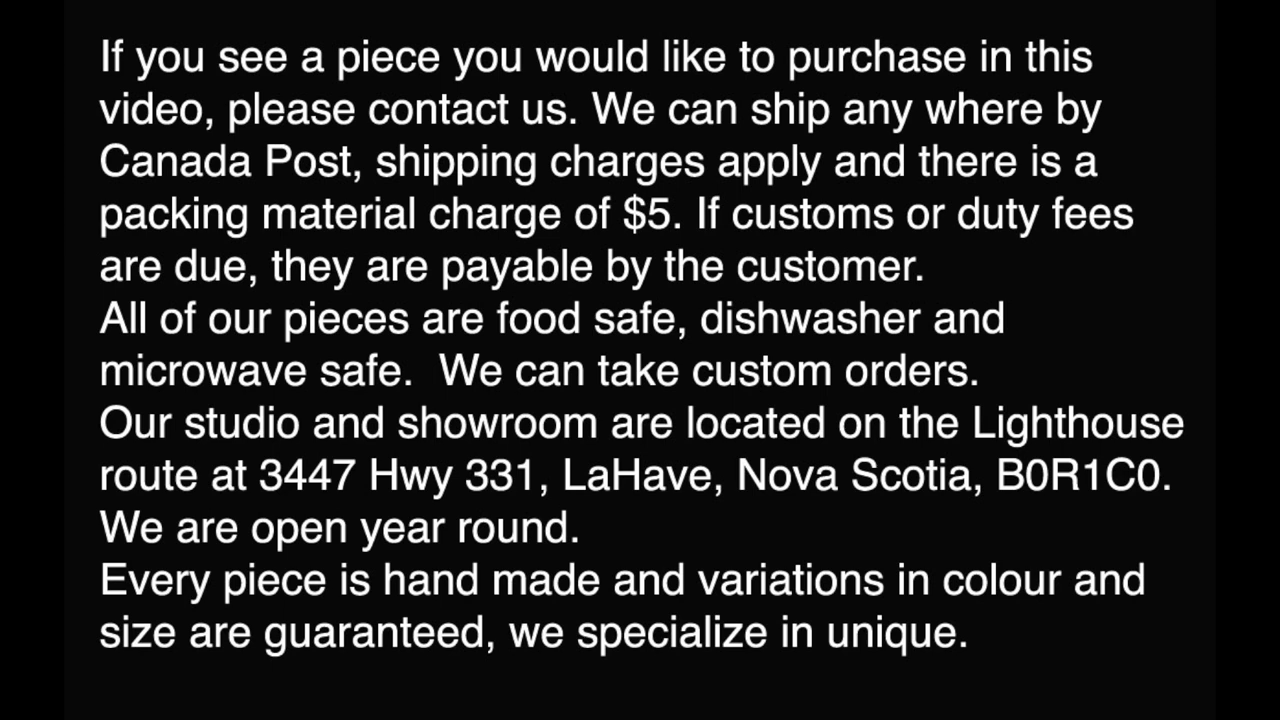 If you see a piece you would like to purchase in this
video, please contact us. We can ship any where by
Canada Post, shipping charges apply and there is a
packing material charge of $5. If customs or duty fees
are due, they are payable by the customer.
All of our pieces are food safe, dishwasher and
microwave safe.  We can take custom orders.
Our studio and showroom are located on the Lighthouse
route at 3447 Hwy 331, LaHave, Nova Scotia, B0R1C0.
We are open year round.
Every piece is hand made and variations in colour and
size are guaranteed, we specialize in unique.